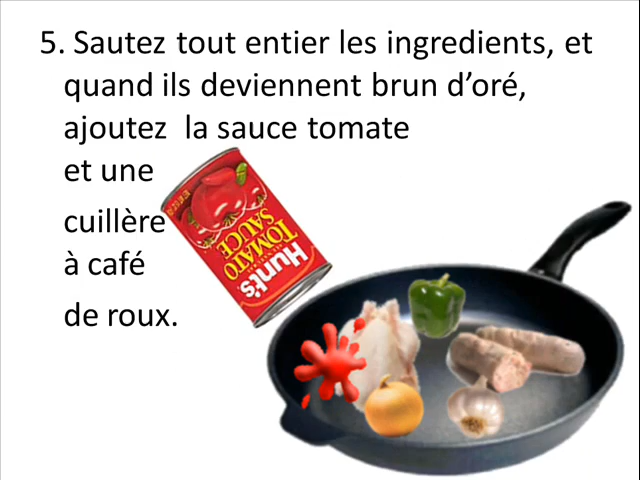 5. Sautez tout entier les ingredients, et
quand ils deviennent brun d'oré,
ajoutez  la sauce tomate
et une
cuillère
à café
de roux.
Hunt's
TOMATO
SAUCE